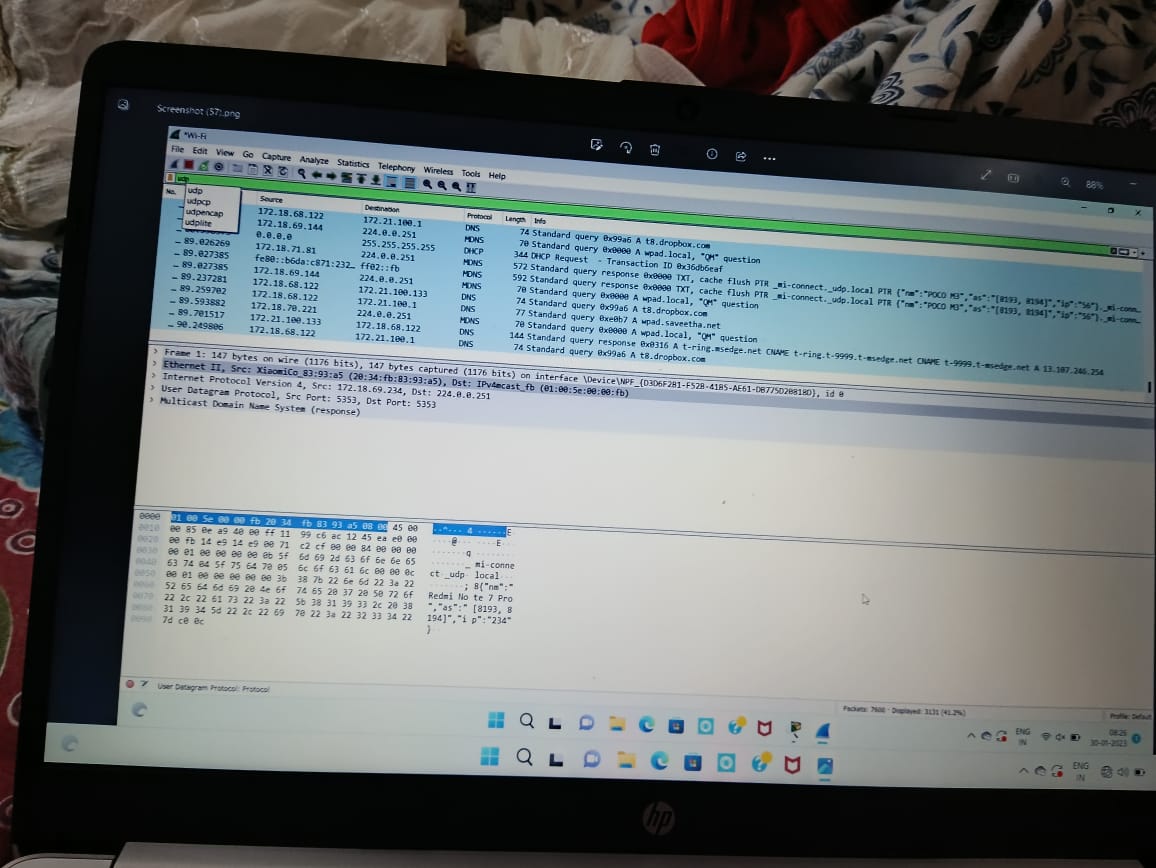 Screenshot (57).png
*Wi-Fi
File Edit View Go Capture Analyze Statistics Telephony Wireless Tools Help
88%
udp
udp
udpcp
udpencap
udplite
No. Source Destination Protocol Length Info
172.18.68.122 172.21.100.1 DNS 74 Standard query 0x99a6 A t8.dropbox.com
172.18.69.144 224.0.0.251 MDNS 70 Standard query 0x0000 A wpad.local, "QM" question
0.0.0.0 255.255.255.255 DHCP 344 DHCP Request - Transaction ID 0x36db6eaf
89.026269 172.18.71.81 224.0.0.251 MDNS 572 Standard query response 0x0000 TXT, cache flush PTR _mi-connect._udp.local PTR {"nm":"POCO M3","as":"[8193, 8194]","ip":"56"}._mi-conn…
89.027385 fe80::b6da:c871:232… ff02::fb MDNS 592 Standard query response 0x0000 TXT, cache flush PTR _mi-connect._udp.local PTR {"nm":"POCO M3","as":"[8193, 8194]","ip":"56"}._mi-conn…
89.027385 172.18.69.144 224.0.0.251 MDNS 70 Standard query 0x0000 A wpad.local, "QM" question
89.237281 172.18.68.122 172.21.100.133 DNS 74 Standard query 0x99a6 A t8.dropbox.com
89.259702 172.18.68.122 172.21.100.1 DNS 77 Standard query 0xe0b7 A wpad.saveetha.net
89.593882 172.18.70.221 224.0.0.251 MDNS 70 Standard query 0x0000 A wpad.local, "QM" question
89.701517 172.21.100.133 172.18.68.122 DNS 144 Standard query response 0x0316 A t-ring.msedge.net CNAME t-ring.t-9999.t-msedge.net CNAME t-9999.t-msedge.net A 13.107.246.254
90.249806 172.18.68.122 172.21.100.1 DNS 74 Standard query 0x99a6 A t8.dropbox.com
Frame 1: 147 bytes on wire (1176 bits), 147 bytes captured (1176 bits) on interface \Device\NPF_{D3D6F2B1-F52B-41B5-AE61-DB775D20818D}, id 0
Ethernet II, Src: XiaomiCo_83:93:a5 (20:34:fb:83:93:a5), Dst: IPv4mcast_fb (01:00:5e:00:00:fb)
Internet Protocol Version 4, Src: 172.18.69.234, Dst: 224.0.0.251
User Datagram Protocol, Src Port: 5353, Dst Port: 5353
Multicast Domain Name System (response)
0000 01 00 5e 00 00 fb 20 34 fb 83 93 a5 08 00 45 00 ..^... 4 ......E
0010 00 85 0e a9 40 00 ff 11 99 c6 ac 12 45 ea e0 00 ....@... ....E...
0020 00 fb 14 e9 14 e9 00 71 c2 cf 00 00 84 00 00 00 .......q ........
0030 00 01 00 00 00 00 0b 5f 6d 69 2d 63 6f 6e 6e 65 ......._ mi-conne
0040 63 74 04 5f 75 64 70 05 6c 6f 63 61 6c 00 00 0c ct._udp. local...
0050 00 01 00 00 00 00 00 3b 38 7b 22 6e 6d 22 3a 22 .......; 8{"nm":"
0060 52 65 64 6d 69 20 4e 6f 74 65 20 37 20 50 72 6f Redmi No te 7 Pro
0070 22 2c 22 61 73 22 3a 22 5b 38 31 39 33 2c 20 38 ","as":" [8193, 8
0080 31 39 34 5d 22 2c 22 69 70 22 3a 22 32 33 34 22 194]","i p":"234"
0090 7d c0 0c }..
User Datagram Protocol: Protocol
Packets: 7600 · Displayed: 3131 (41.2%)
Profile: Default
ENG
IN
08:26
30-01-2023
ENG
IN
hp